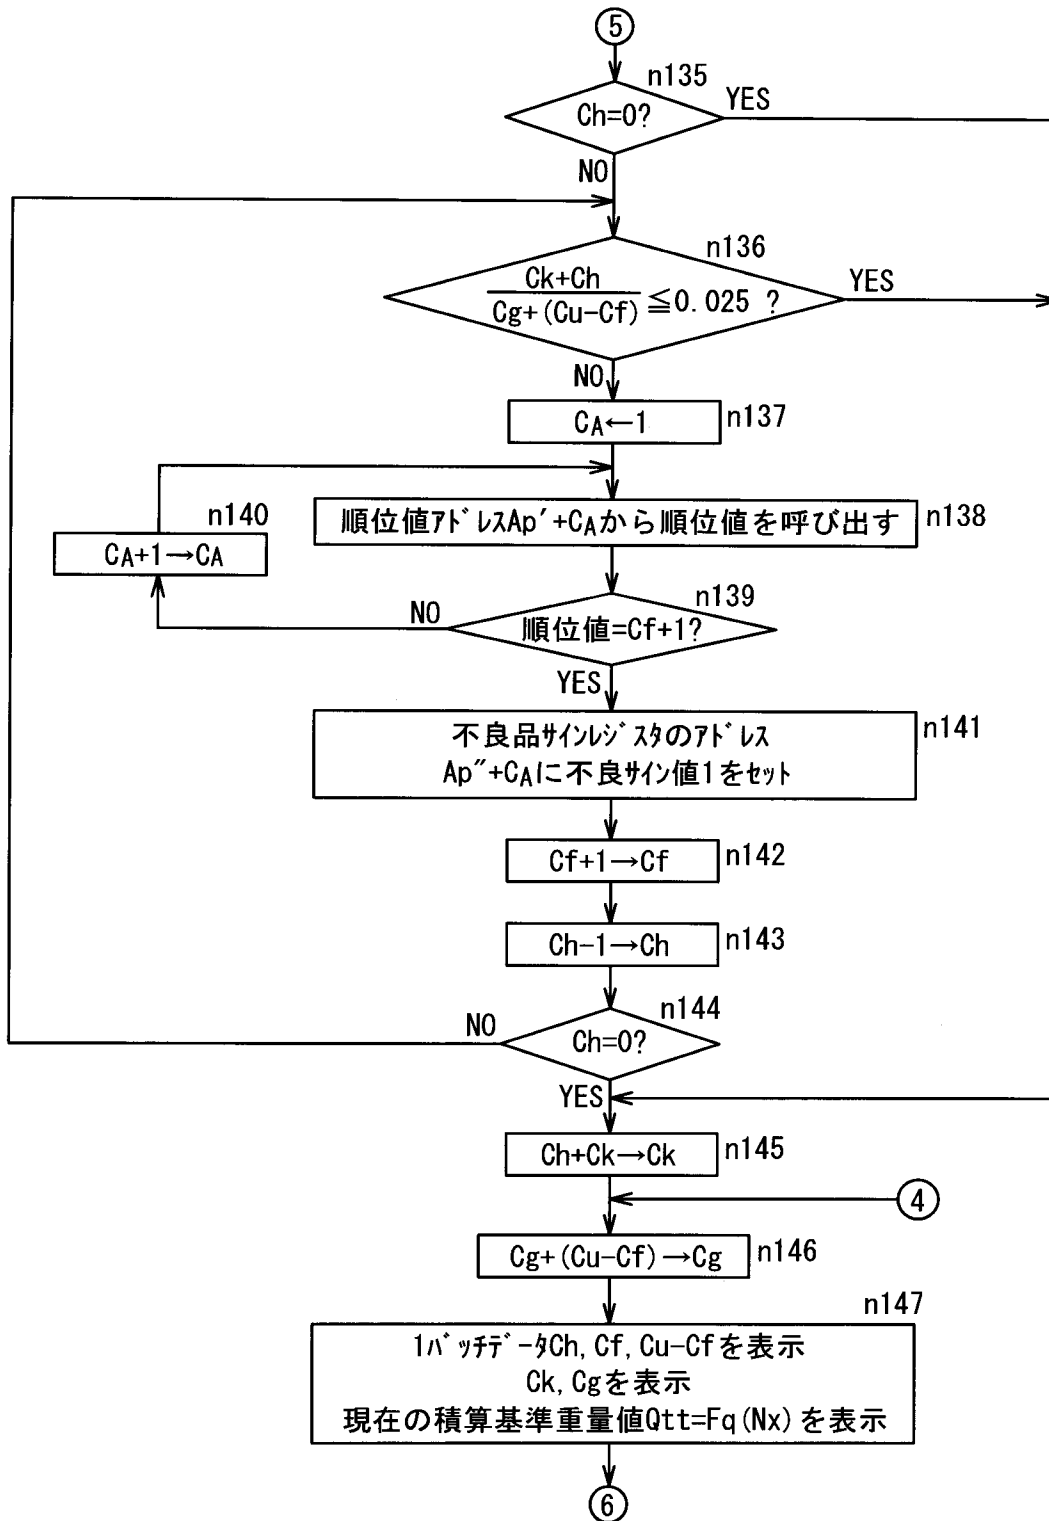 5
n135
Ch=0?
YES
NO
n136
Ck+Ch
Cg+(Cu−Cf)
≦0.025 ?
YES
NO
CA←1
n137
n140
CA+1→CA
順位値アドレスAp′+CAから順位値を呼び出す
n138
n139
順位値=Cf+1?
NO
YES
不良品サインレジスタのアドレス
Ap″+CAに不良サイン値1をセット
n141
Cf+1→Cf
n142
Ch−1→Ch
n143
n144
Ch=0?
NO
YES
Ch+Ck→Ck
n145
4
Cg+(Cu−Cf)→Cg
n146
n147
1バッチデータCh, Cf, Cu−Cfを表示
Ck, Cgを表示
現在の積算基準重量値Qtt=Fq(Nx)を表示
6